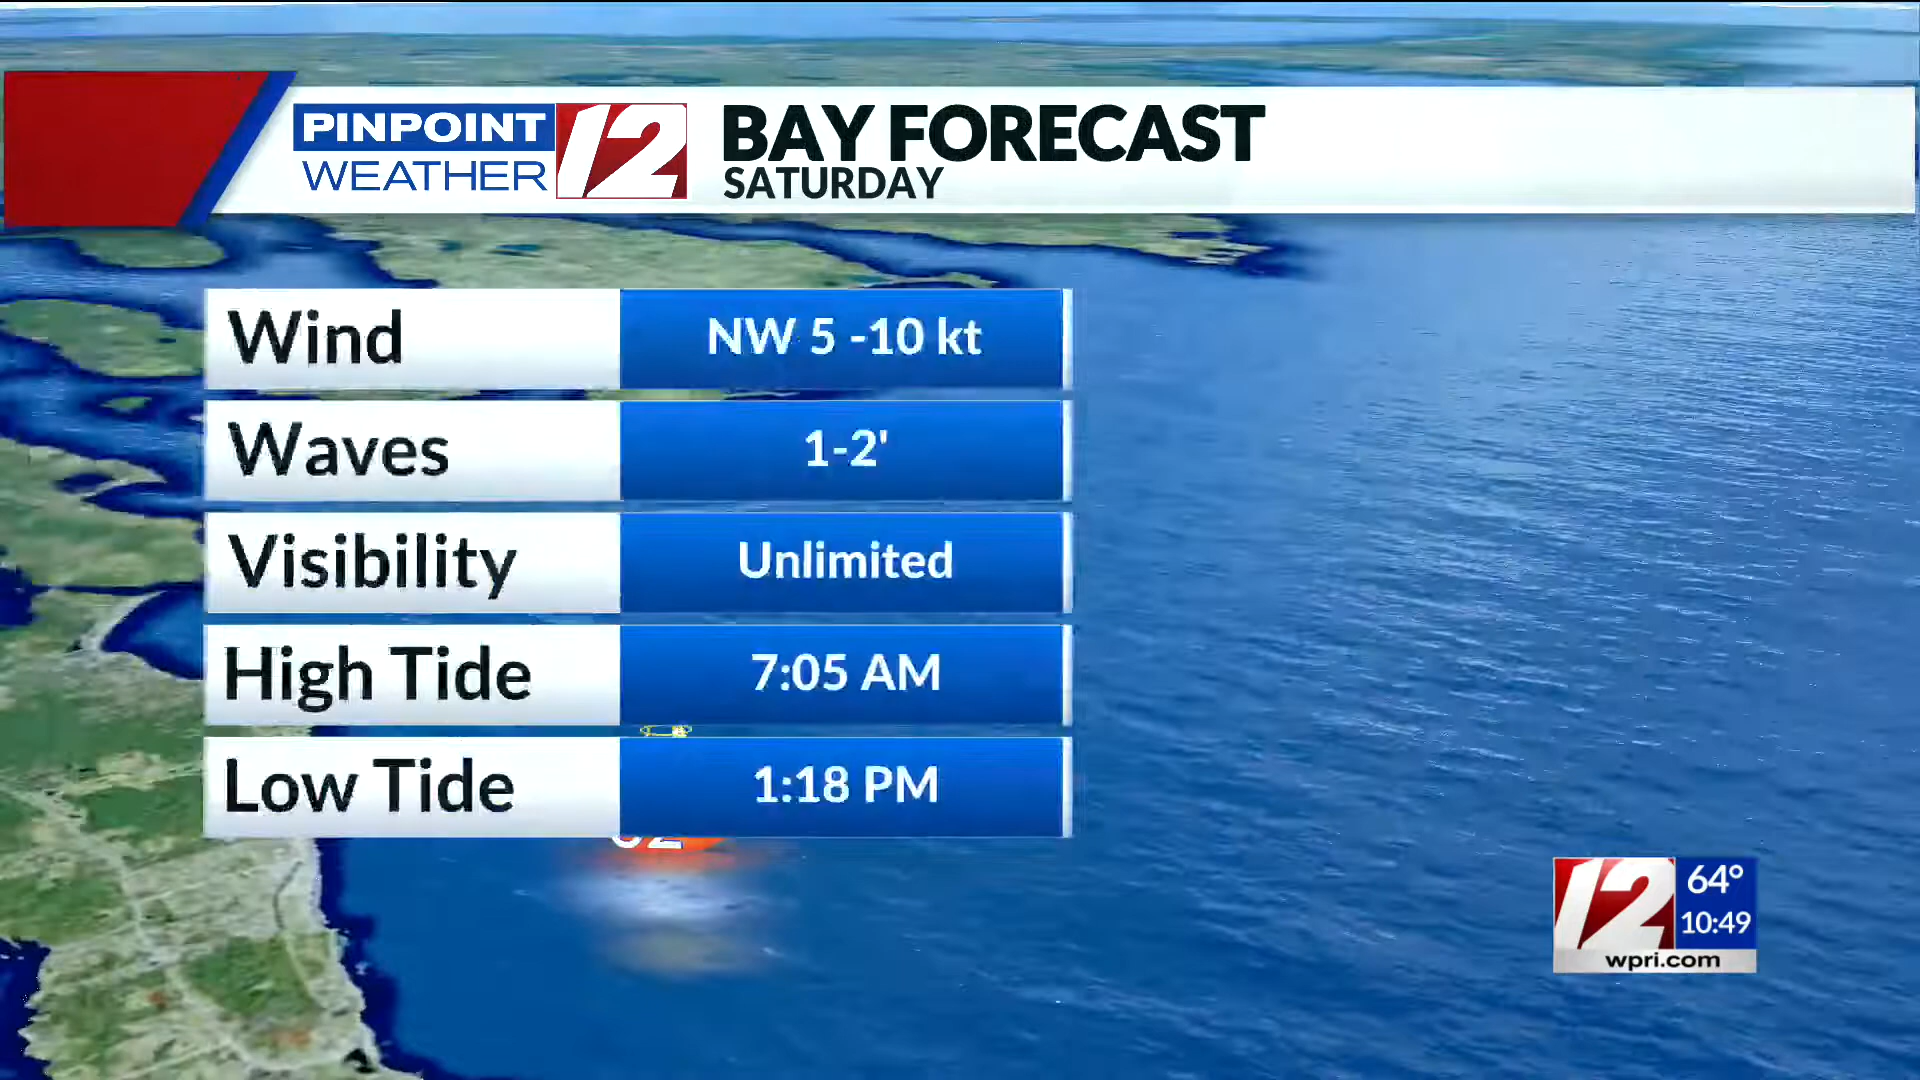 PINPOINT
WEATHER
12
BAY FORECAST
SATURDAY
Wind
NW 5 -10 kt
Waves
1-2'
Visibility
Unlimited
High Tide
7:05 AM
Low Tide
1:18 PM
12
64°
10:49
wpri.com